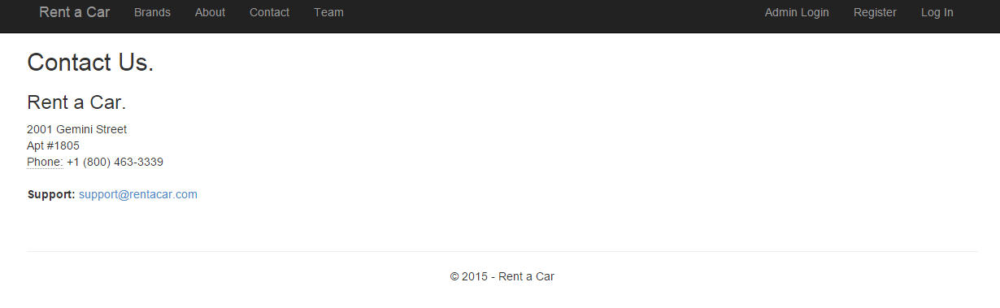 Rent a Car Brands About Contact Team Admin Login Register Log In
Contact Us.
Rent a Car.
2001 Gemini Street
Apt #1805
Phone: +1 (800) 463-3339
Support: support@rentacar.com
© 2015 - Rent a Car